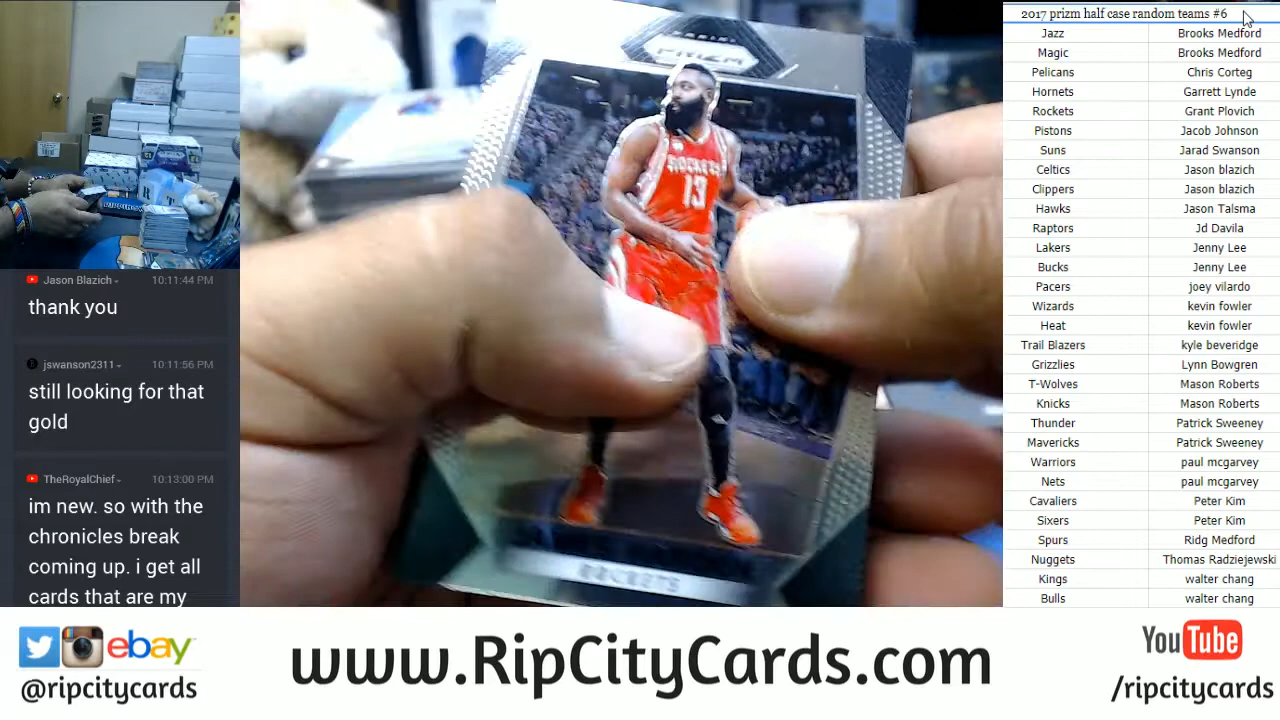 Jason Blazich 10:11:44 PM
thank you
jswanson2311 10:11:56 PM
still looking for that
gold
TheRoyalChief 10:13:00 PM
im new. so with the
chronicles break
coming up. i get all
cards that are my
PANINI
PRIZM
ROCKETS
13
ROCKETS
2017 prizm half case random teams #6
Jazz Brooks Medford
Magic Brooks Medford
Pelicans Chris Corteg
Hornets Garrett Lynde
Rockets Grant Plovich
Pistons Jacob Johnson
Suns Jarad Swanson
Celtics Jason blazich
Clippers Jason blazich
Hawks Jason Talsma
Raptors Jd Davila
Lakers Jenny Lee
Bucks Jenny Lee
Pacers joey vilardo
Wizards kevin fowler
Heat kevin fowler
Trail Blazers kyle beveridge
Grizzlies Lynn Bowgren
T-Wolves Mason Roberts
Knicks Mason Roberts
Thunder Patrick Sweeney
Mavericks Patrick Sweeney
Warriors paul mcgarvey
Nets paul mcgarvey
Cavaliers Peter Kim
Sixers Peter Kim
Spurs Ridg Medford
Nuggets Thomas Radziejewski
Kings walter chang
Bulls walter chang
ebay
@ripcitycards
www.RipCityCards.com
YouTube
/ripcitycards